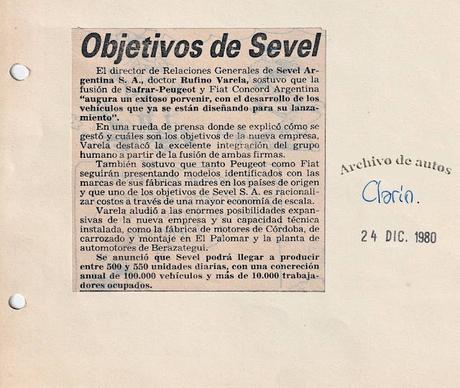 Objetivos de Sevel
El director de Relaciones Generales de Sevel Ar-
gentina S. A., doctor Rufino Varela, sostuvo que la
fusión de Safrar-Peugeot y Fiat Concord Argentina
"augura un exitoso porvenir, con el desarrollo de los
vehículos que ya se están diseñando para su lanza-
miento".
En una rueda de prensa donde se explicó cómo se
gestó y cuáles son los objetivos de la nueva empresa,
Varela destacó la excelente integración del grupo
humano a partir de la fusión de ambas firmas.
También sostuvo que tanto Peugeot como Fiat
seguirán presentando modelos identificados con las
marcas de sus fábricas madres en los países de origen
y que uno de los objetivos de Sevel S. A. es racionali-
zar costos a través de una mayor economía de escala.
Varela aludió a las enormes posibilidades expan-
sivas de la nueva empresa y su capacidad técnica
instalada, como la fábrica de motores de Córdoba, de
carrozado y montaje en El Palomar y la planta de
automotores de Berazategui.
Se anunció que Sevel podrá llegar a producir
entre 500 y 550 unidades diarias, con una concreción
anual de 100.000 vehículos y más de 10.000 trabaja-
dores ocupados.
Archivo de autos
Clarín.
24 DIC. 1980